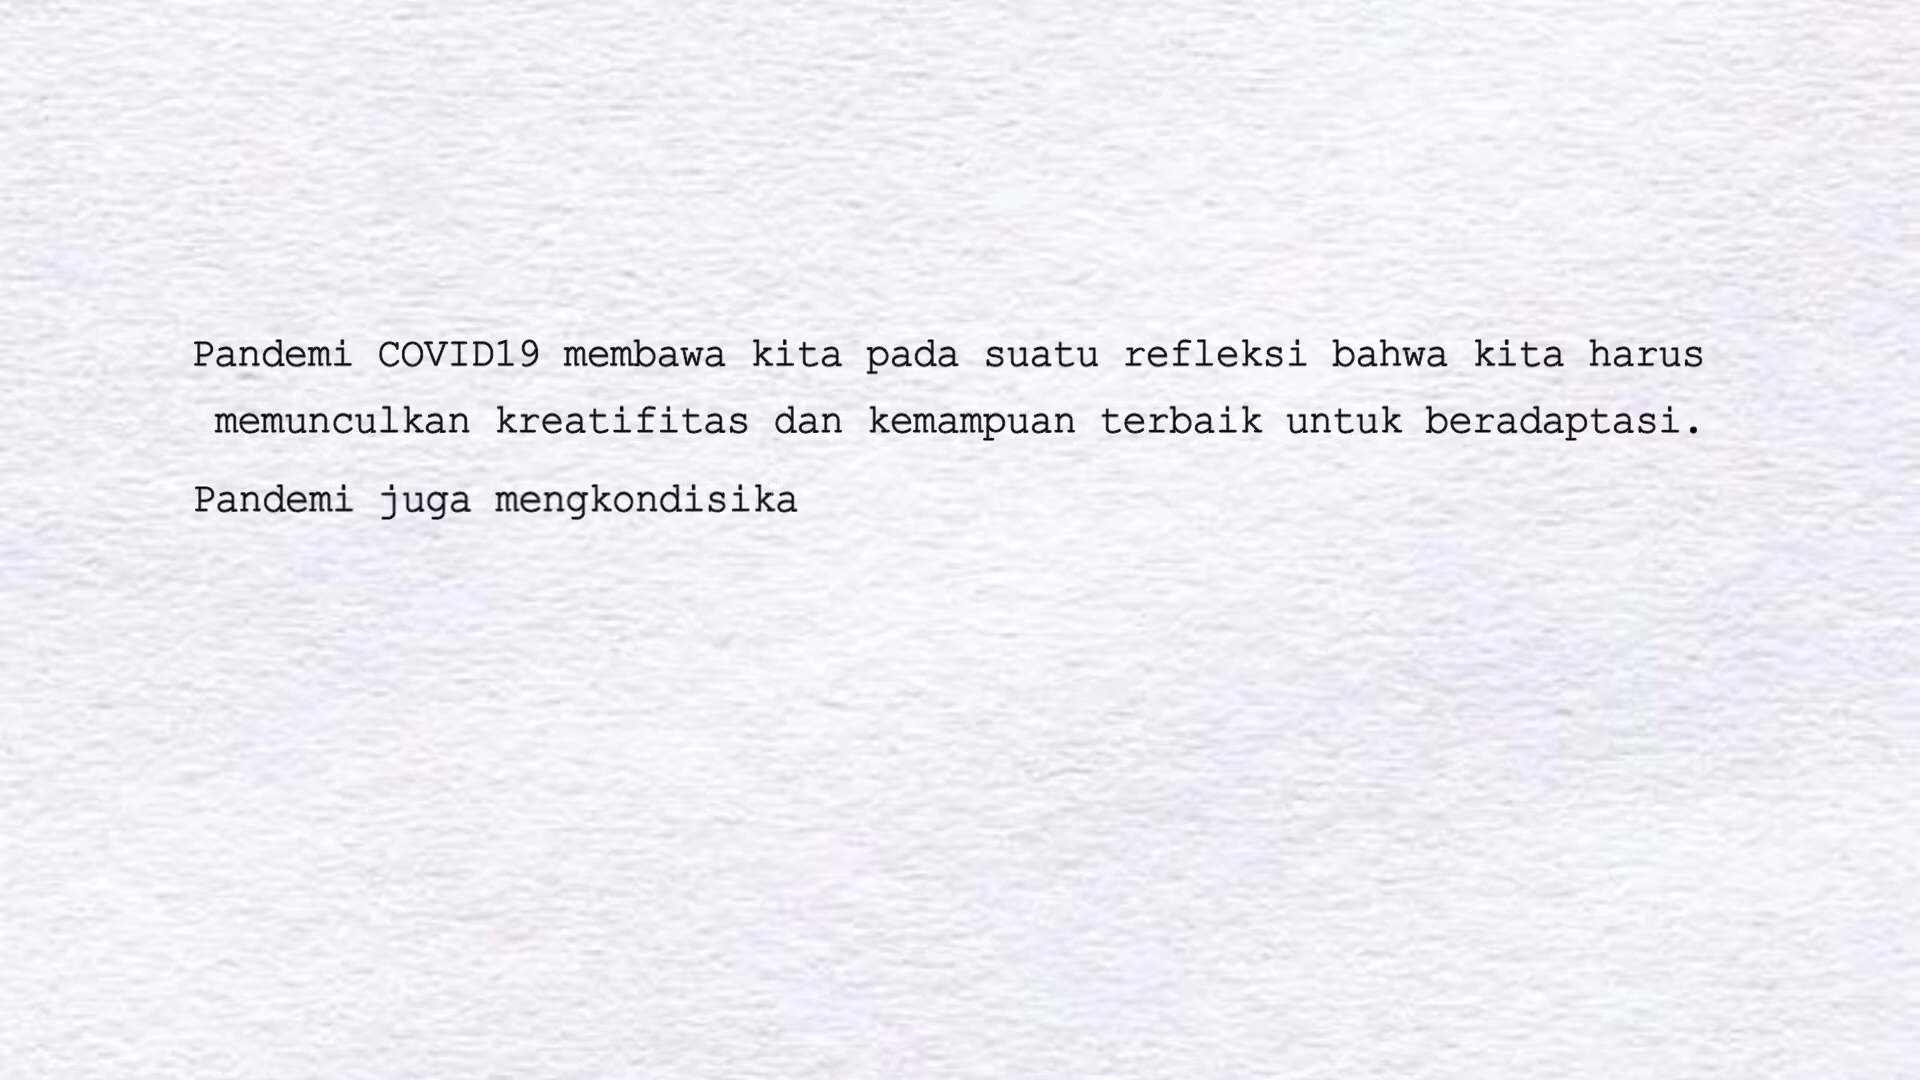 Pandemi COVID19 membawa kita pada suatu refleksi bahwa kita harus
memunculkan kreatifitas dan kemampuan terbaik untuk beradaptasi.
Pandemi juga mengkondisika